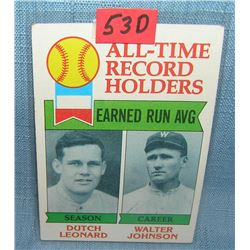 530
ALL-TIME
RECORD
HOLDERS
EARNED RUN AVG
W
SEASON CAREER
DUTCH WALTER
LEONARD JOHNSON